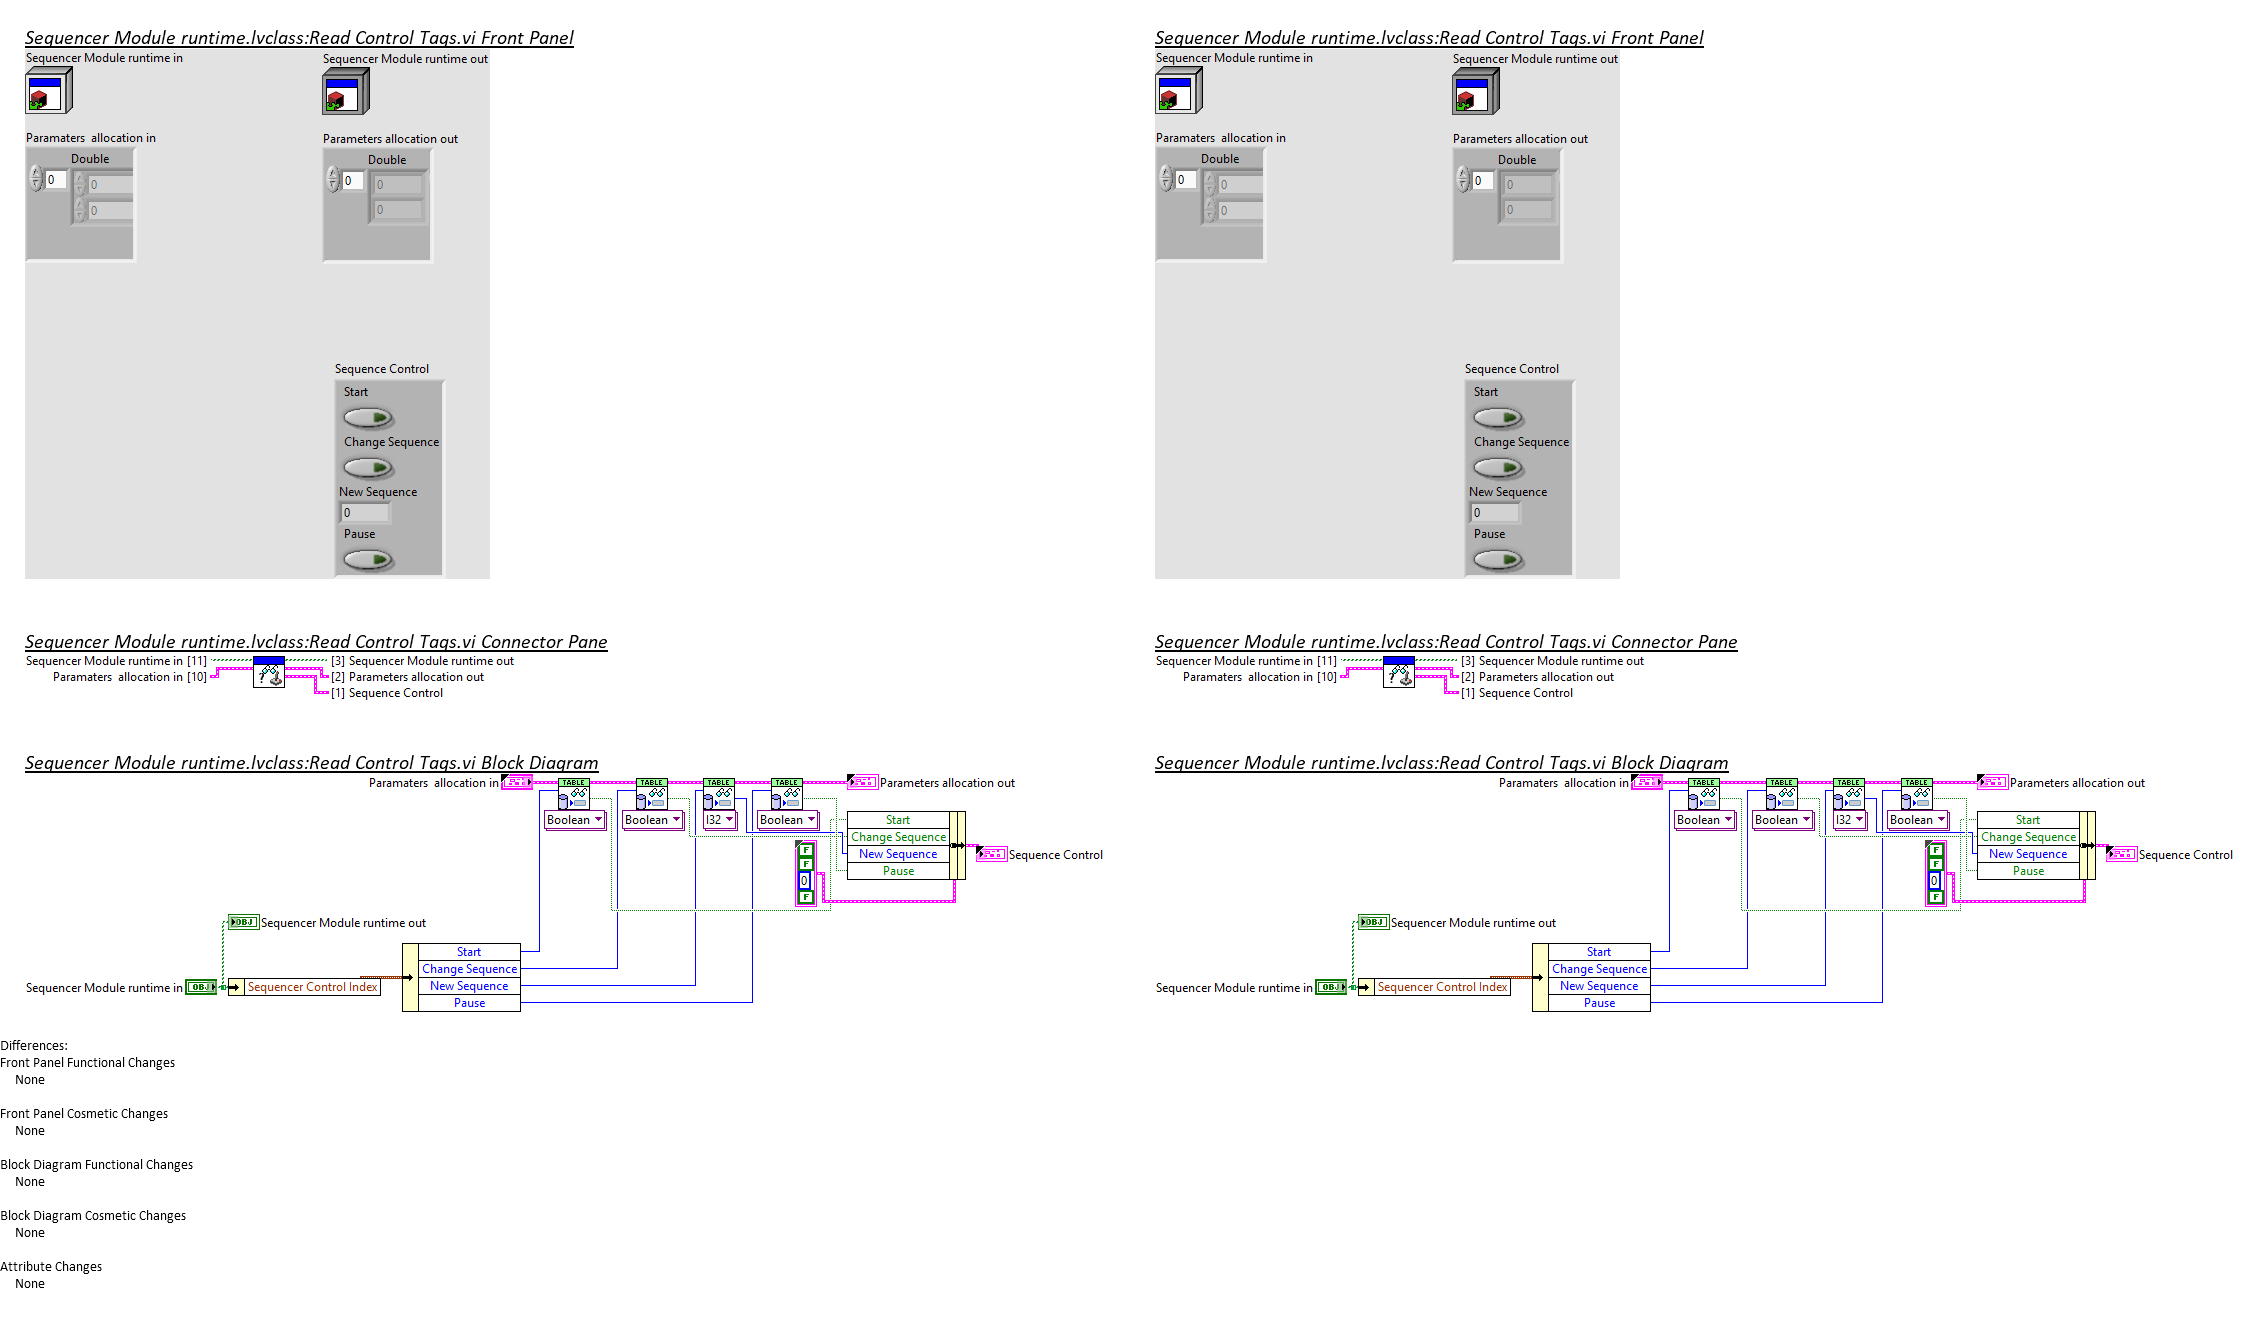 Sequencer Module runtime.lvclass:Read Control Tags.vi Front Panel
Sequencer Module runtime in
Sequencer Module runtime out
Paramaters  allocation in
Parameters allocation out
Double
Double
0
0
0
0
0
0
Sequence Control
Start
Change Sequence
New Sequence
0
Pause
Sequencer Module runtime.lvclass:Read Control Tags.vi Connector Pane
Sequencer Module runtime in [11]
[3] Sequencer Module runtime out
Paramaters  allocation in [10]
?
[2] Parameters allocation out
[1] Sequence Control
Sequencer Module runtime.lvclass:Read Control Tags.vi Block Diagram
Paramaters  allocation in
TABLE
TABLE
TABLE
TABLE
Parameters allocation out
Boolean
Boolean
I32
Boolean
Start
Change Sequence
New Sequence
Pause
F
F
0
F
Sequence Control
OBJ
Sequencer Module runtime out
Start
Change Sequence
New Sequence
Pause
Sequencer Module runtime in
OBJ
Sequencer Control Index
Differences:
Front Panel Functional Changes
None
Front Panel Cosmetic Changes
None
Block Diagram Functional Changes
None
Block Diagram Cosmetic Changes
None
Attribute Changes
None
Sequencer Module runtime.lvclass:Read Control Tags.vi Front Panel
Sequencer Module runtime in
Sequencer Module runtime out
Paramaters  allocation in
Parameters allocation out
Double
Double
0
0
0
0
0
0
Sequence Control
Start
Change Sequence
New Sequence
0
Pause
Sequencer Module runtime.lvclass:Read Control Tags.vi Connector Pane
Sequencer Module runtime in [11]
[3] Sequencer Module runtime out
Paramaters  allocation in [10]
?
[2] Parameters allocation out
[1] Sequence Control
Sequencer Module runtime.lvclass:Read Control Tags.vi Block Diagram
Paramaters  allocation in
TABLE
TABLE
TABLE
TABLE
Parameters allocation out
Boolean
Boolean
I32
Boolean
Start
Change Sequence
New Sequence
Pause
F
F
0
F
Sequence Control
OBJ
Sequencer Module runtime out
Start
Change Sequence
New Sequence
Pause
Sequencer Module runtime in
OBJ
Sequencer Control Index